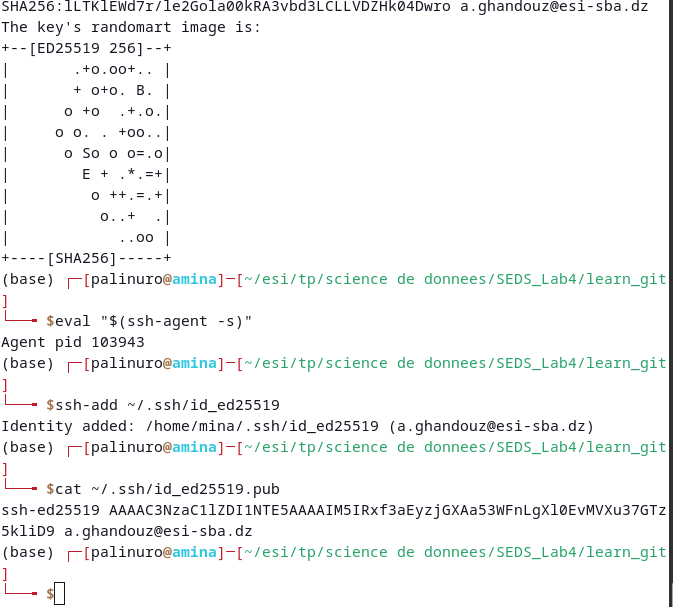 SHA256:lLTKlEWd7r/le2Gola00kRA3vbd3LCLLVDZHk04Dwro a.ghandouz@esi-sba.dz
The key's randomart image is:
+--[ED25519 256]--+
|       .+o.oo+.. |
|       + o+o. B. |
|      o +o  .+.o.|
|     o o. . +oo..|
|      o So o o=.o|
|        E + .*.=+|
|         o ++.=.+|
|          o..+  .|
|            ..oo |
+----[SHA256]-----+
(base) ┌─[palinuro@amina]─[~/esi/tp/science de donnees/SEDS_Lab4/learn_git
]
└──╼ $eval "$(ssh-agent -s)"
Agent pid 103943
(base) ┌─[palinuro@amina]─[~/esi/tp/science de donnees/SEDS_Lab4/learn_git
]
└──╼ $ssh-add ~/.ssh/id_ed25519
Identity added: /home/mina/.ssh/id_ed25519 (a.ghandouz@esi-sba.dz)
(base) ┌─[palinuro@amina]─[~/esi/tp/science de donnees/SEDS_Lab4/learn_git
]
└──╼ $cat ~/.ssh/id_ed25519.pub
ssh-ed25519 AAAAC3NzaC1lZDI1NTE5AAAAIM5IRxf3aEyzjGXAa53WFnLgXl0EvMVXu37GTz
5kliD9 a.ghandouz@esi-sba.dz
(base) ┌─[palinuro@amina]─[~/esi/tp/science de donnees/SEDS_Lab4/learn_git
]
└──╼ $